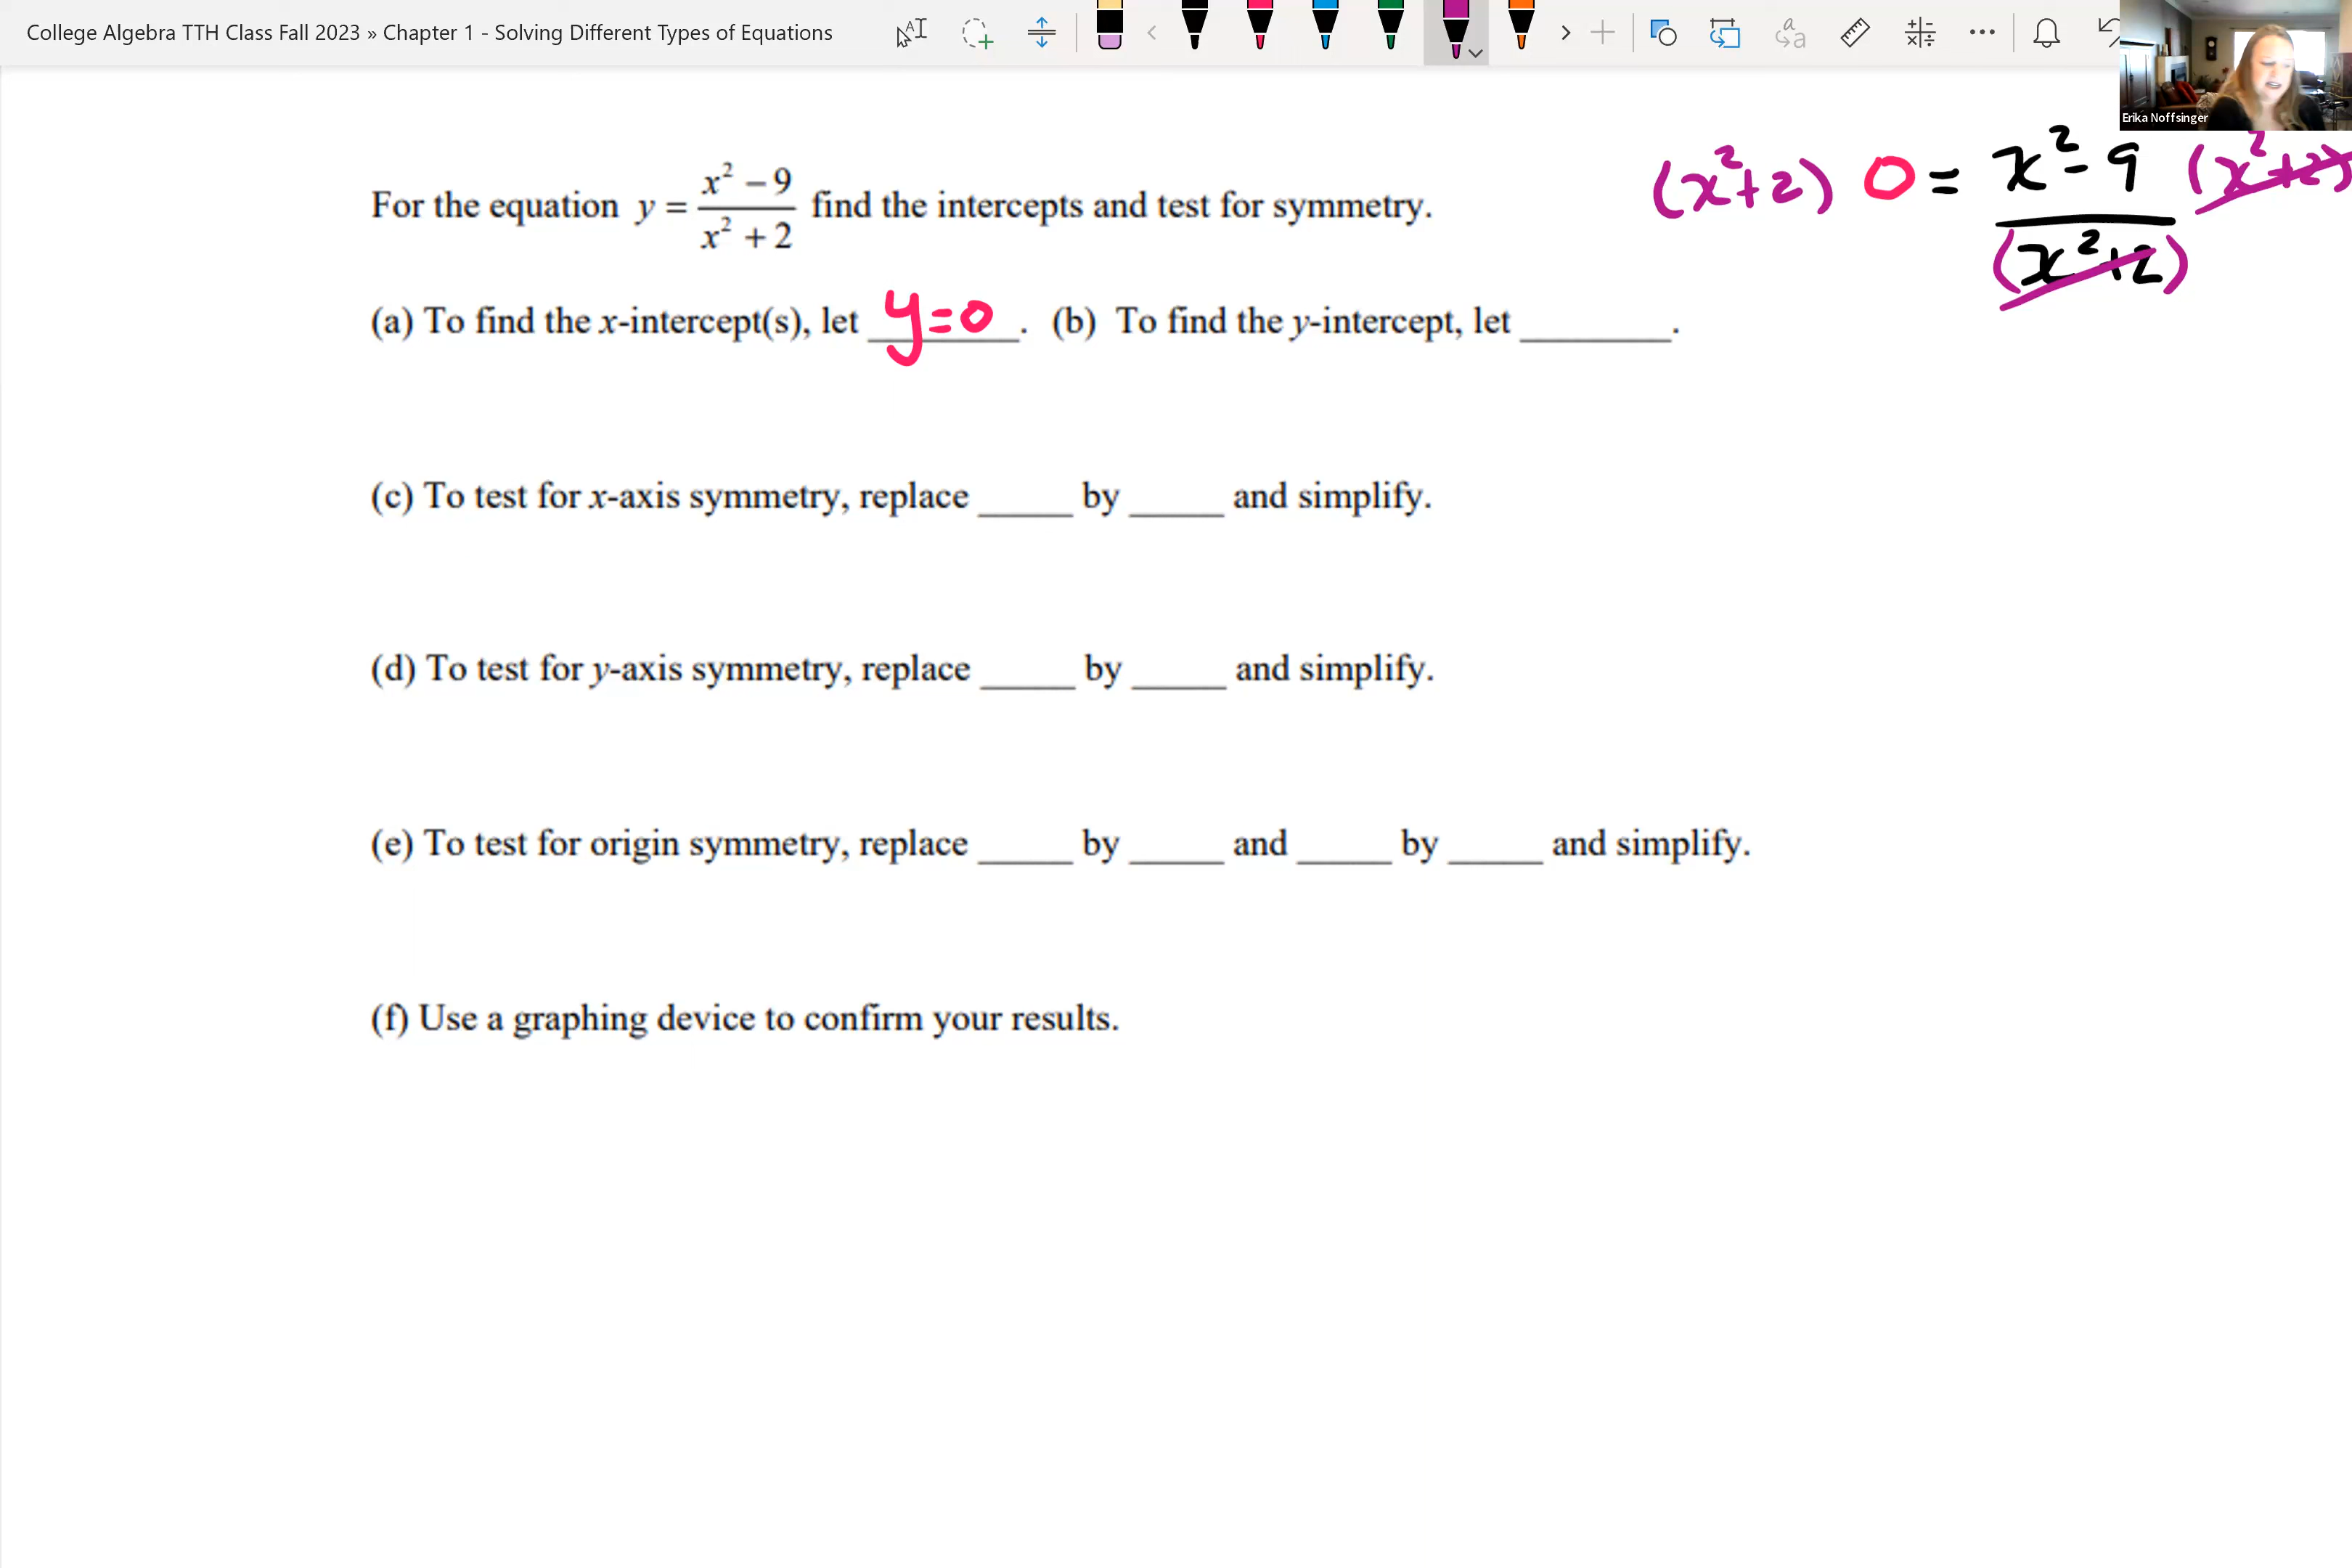 College Algebra TTH Class Fall 2023 » Chapter 1 - Solving Different Types of Equations
Erika Noffsinger
(x²+2) 0 = x²-9 (x²+2)
(x²+2)
For the equation y = x² − 9 / x² + 2 find the intercepts and test for symmetry.
(a) To find the x-intercept(s), let y=0. (b) To find the y-intercept, let ________.
(c) To test for x-axis symmetry, replace _____ by _____ and simplify.
(d) To test for y-axis symmetry, replace _____ by _____ and simplify.
(e) To test for origin symmetry, replace _____ by _____ and _____ by _____ and simplify.
(f) Use a graphing device to confirm your results.